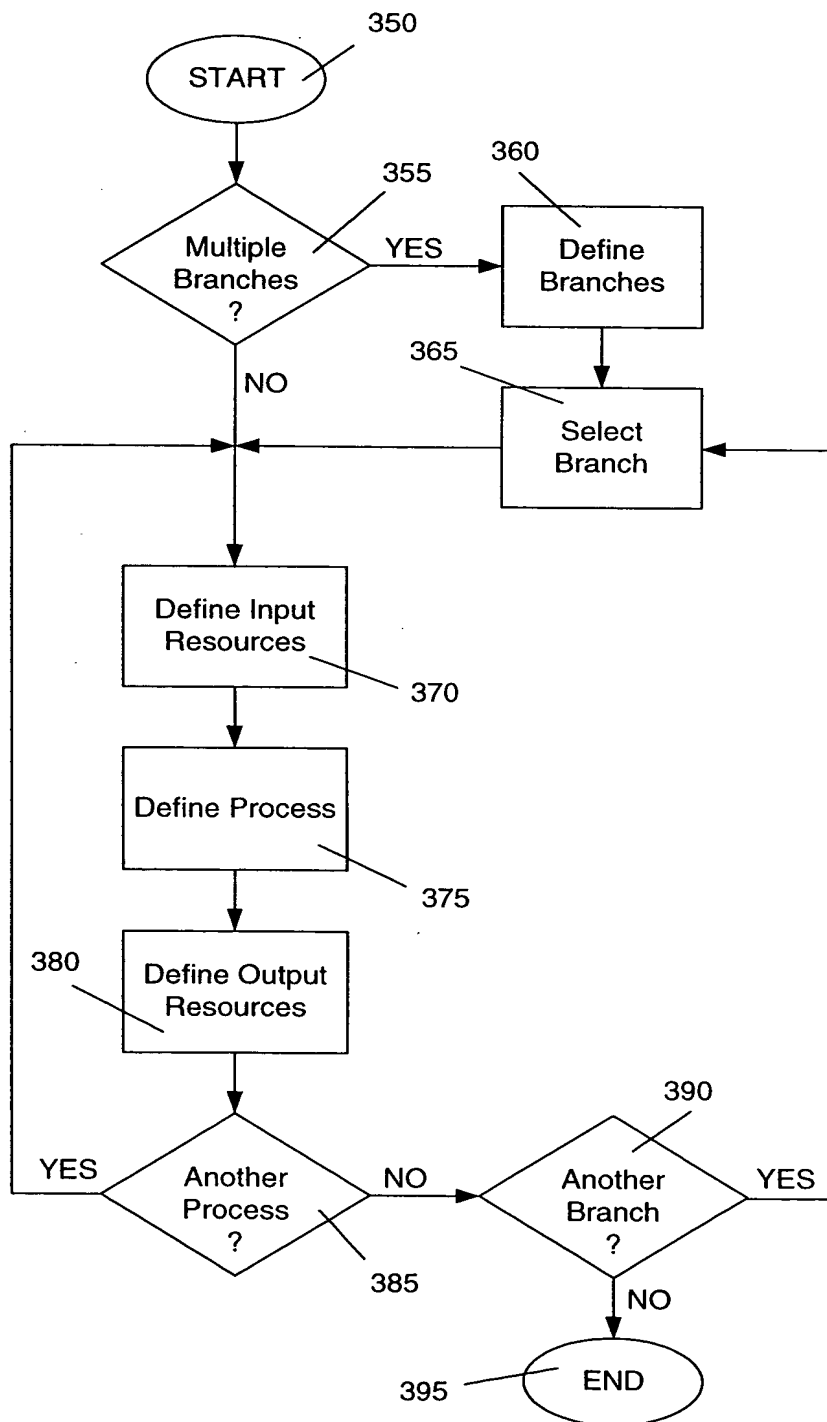 350
START
355
Multiple
Branches
?
YES
360
Define
Branches
NO
365
Select
Branch
Define Input
Resources
370
Define Process
375
380
Define Output
Resources
YES
Another
Process
?
385
NO
390
Another
Branch
?
YES
NO
395
END